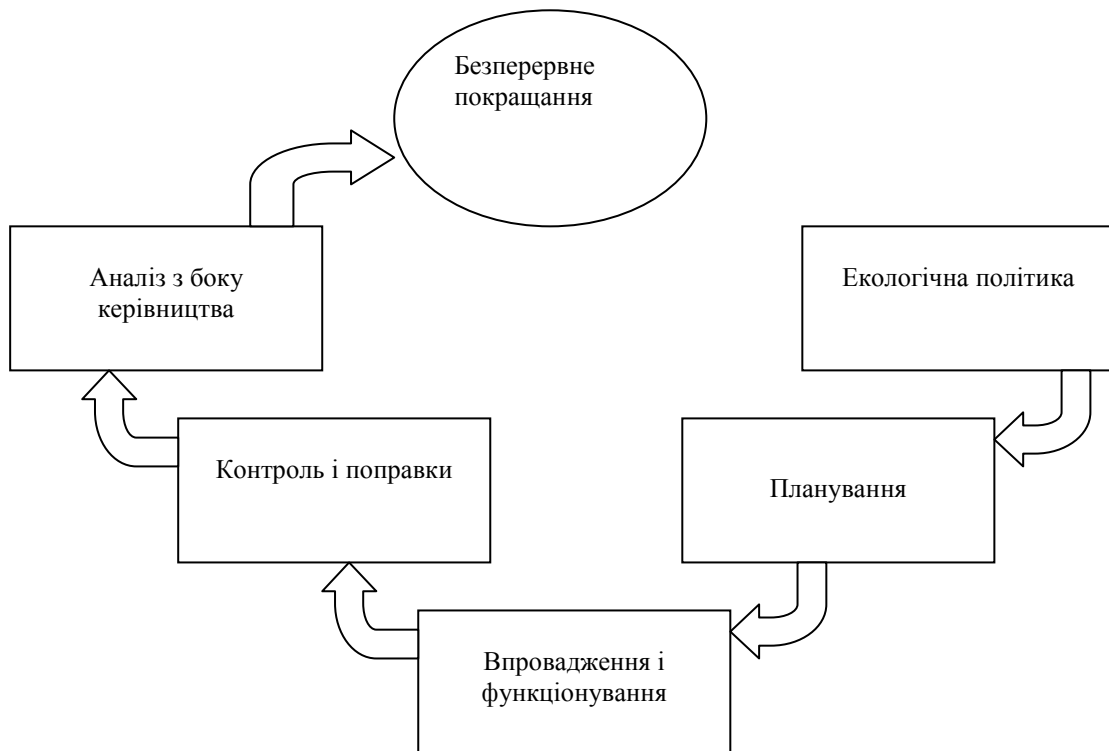 Безперервне
покращання
Аналіз з боку
керівництва
Екологічна політика
Контроль і поправки
Планування
Впровадження і
функціонування